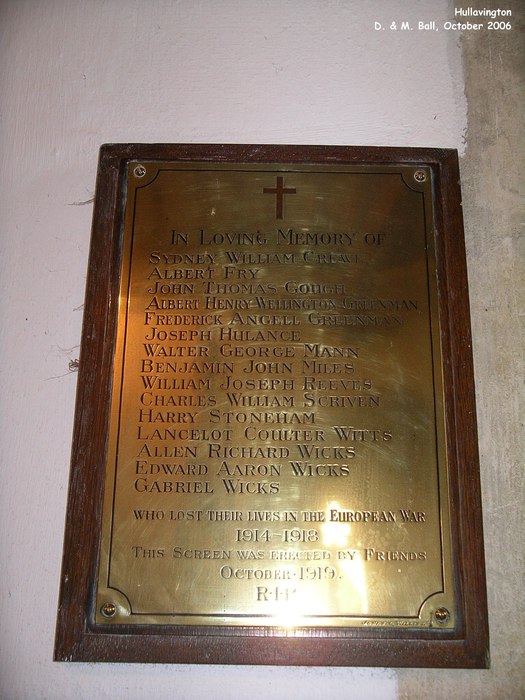 Hullavington
D. & M. Ball, October 2006
In Loving Memory of
Sydney William Crewe
Albert Fry
John Thomas Gough
Albert Henry Wellington Greenman
Frederick Angell Greenman
Joseph Hulance
Walter George Mann
Benjamin John Miles
William Joseph Reeves
Charles William Scriven
Harry Stoneham
Lancelot Coulter Witts
Allen Richard Wicks
Edward Aaron Wicks
Gabriel Wicks
who lost their lives in the European War
1914-1918
This Screen was erected by Friends
October·1919.
R·I·P